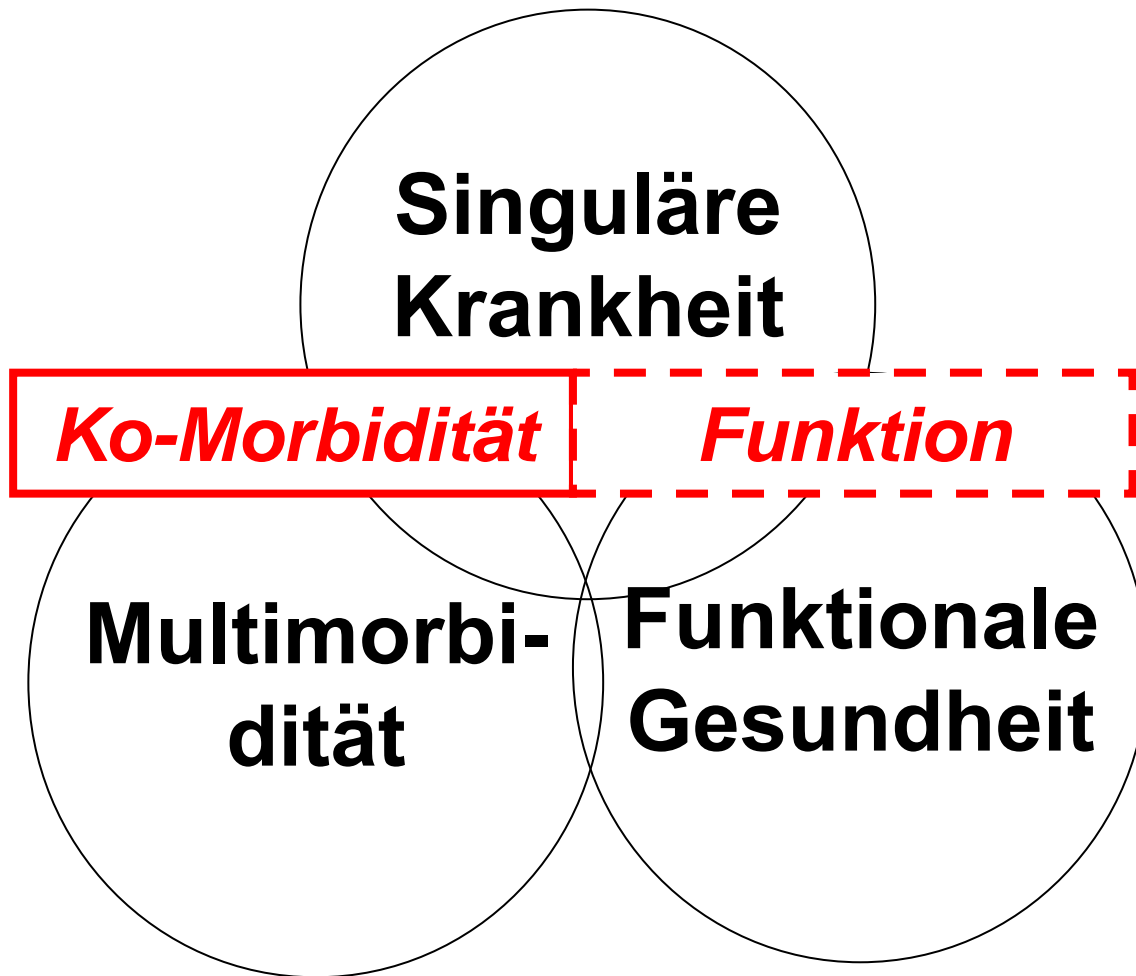 Singuläre
Krankheit
Ko-Morbidität
Funktion
Multimorbi-
dität
Funktionale
Gesundheit